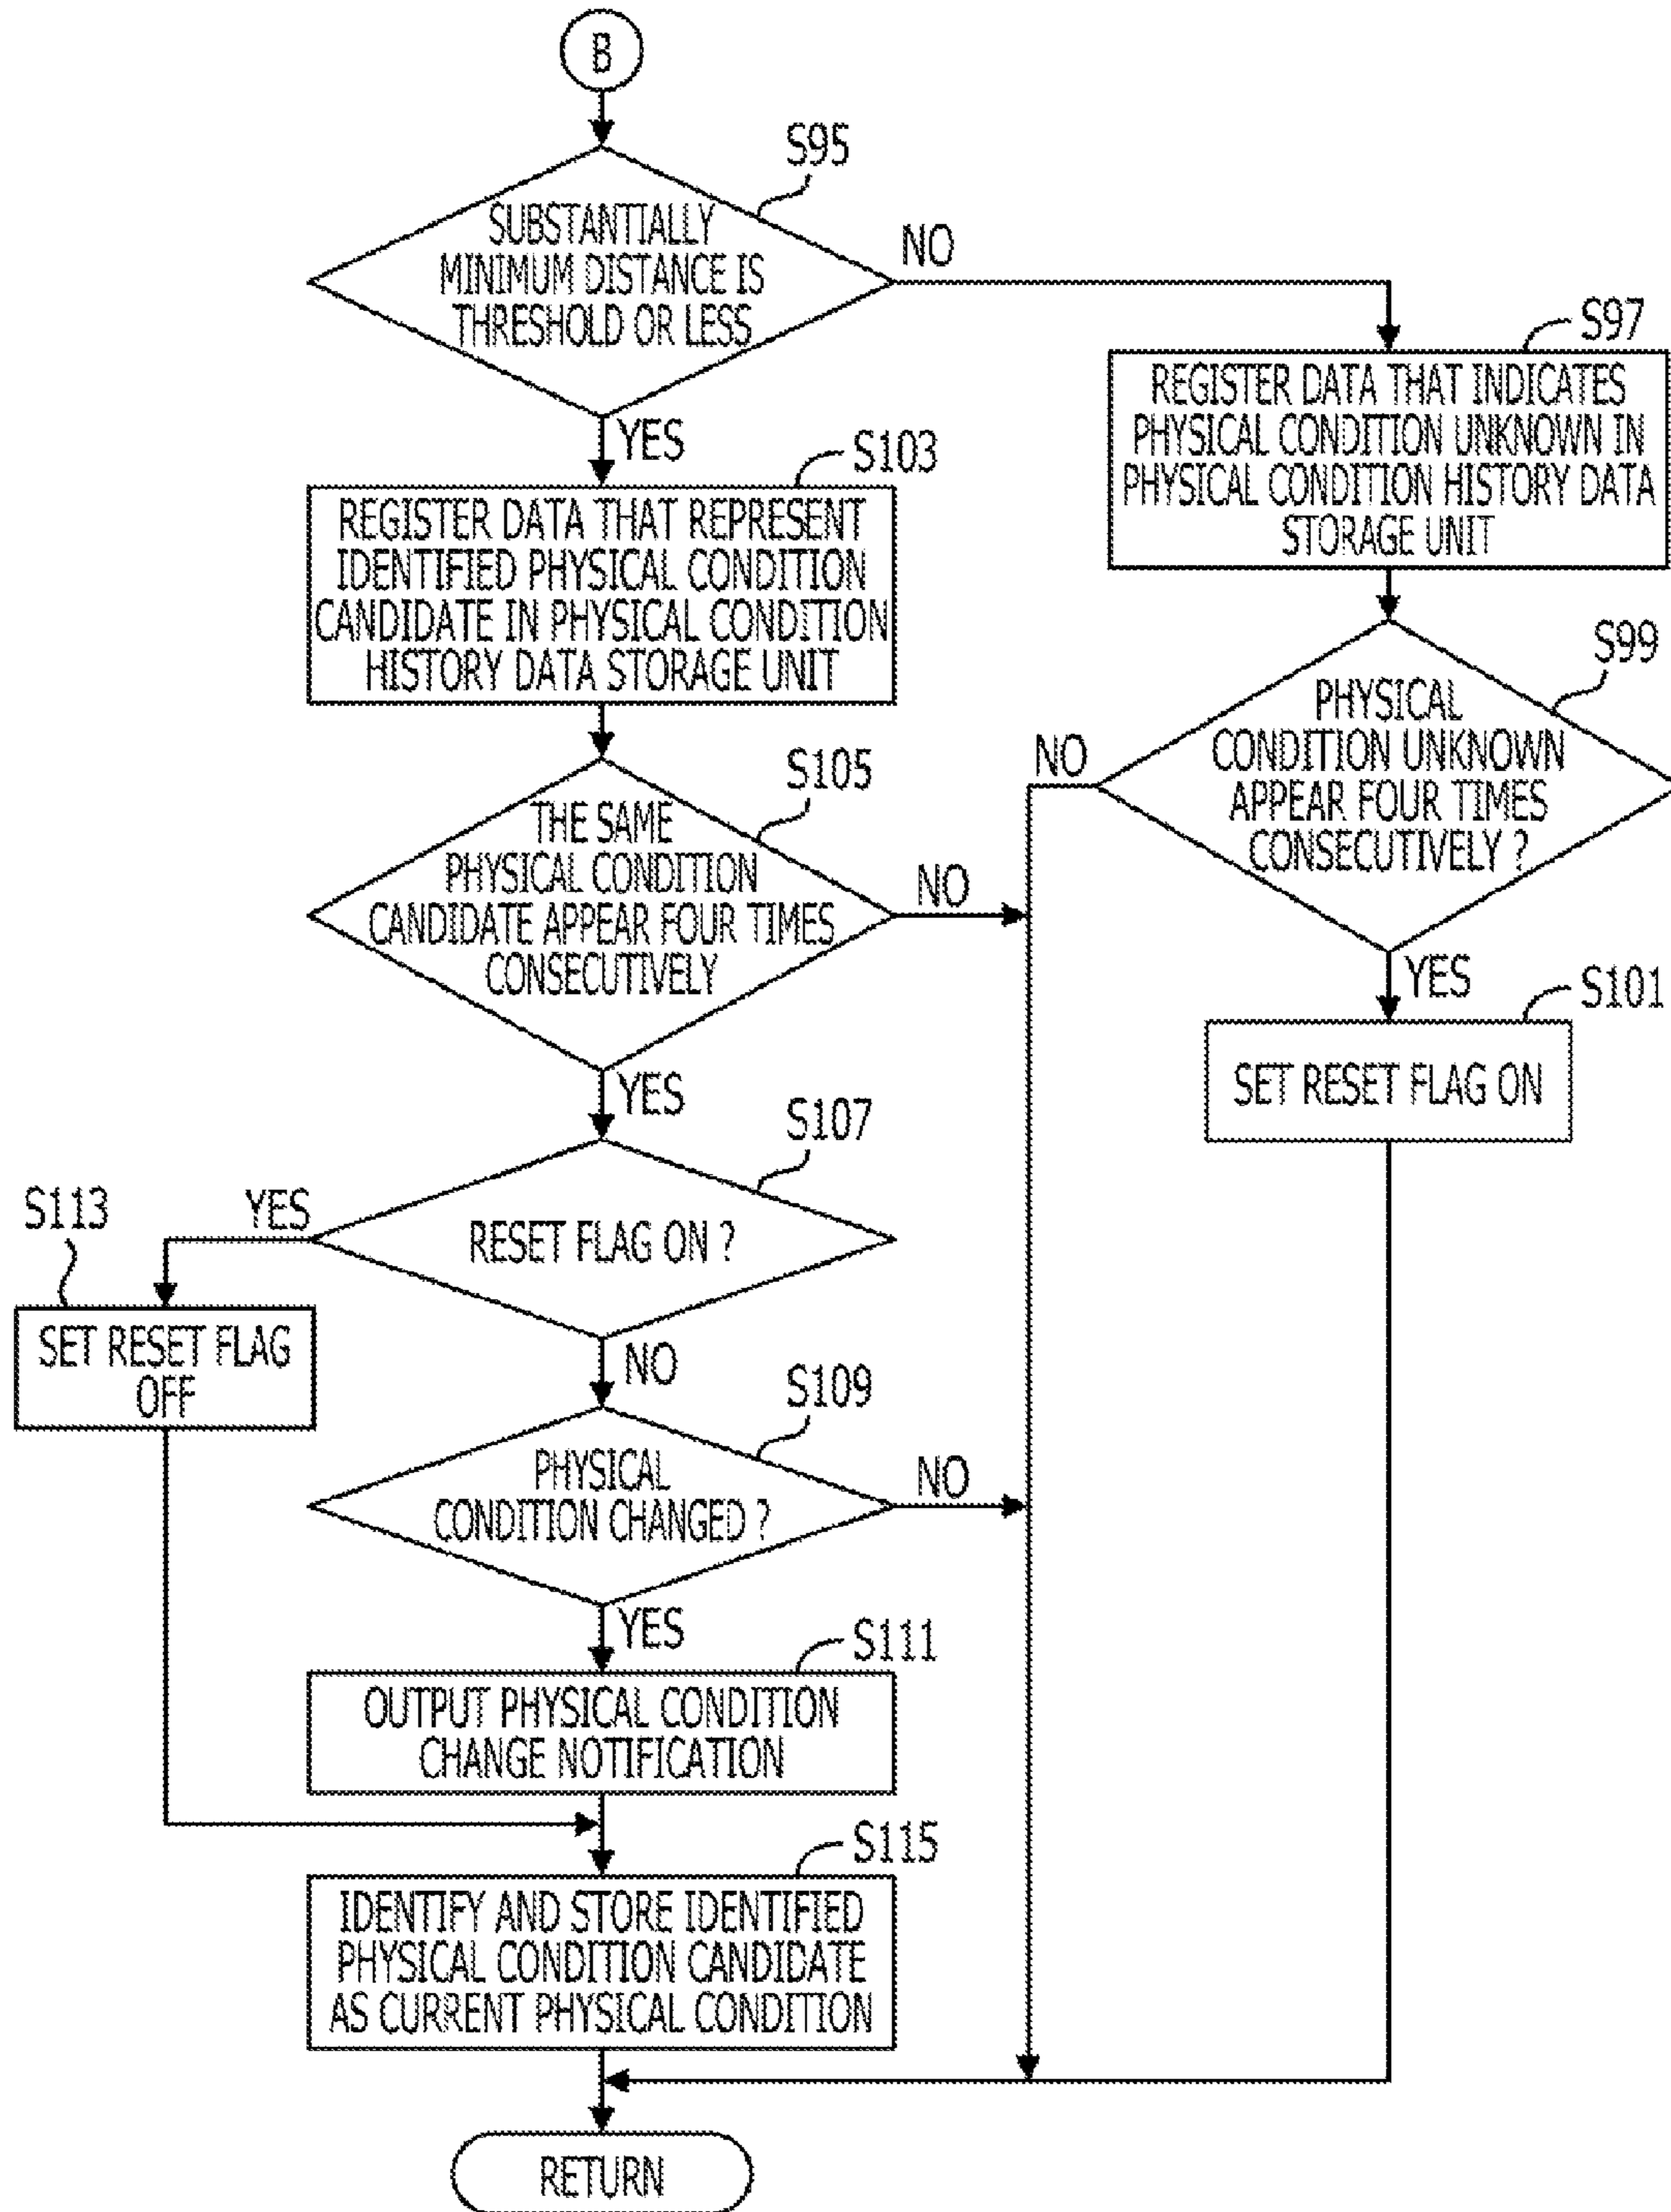 B
S95
SUBSTANTIALLY
MINIMUM DISTANCE IS
THRESHOLD OR LESS
NO
YES
S97
REGISTER DATA THAT INDICATES
PHYSICAL CONDITION UNKNOWN IN
PHYSICAL CONDITION HISTORY DATA
STORAGE UNIT
S103
REGISTER DATA THAT REPRESENT
IDENTIFIED PHYSICAL CONDITION
CANDIDATE IN PHYSICAL CONDITION
HISTORY DATA STORAGE UNIT
S99
PHYSICAL
CONDITION UNKNOWN
APPEAR FOUR TIMES
CONSECUTIVELY ?
NO
YES
S105
THE SAME
PHYSICAL CONDITION
CANDIDATE APPEAR FOUR TIMES
CONSECUTIVELY
NO
YES
S101
SET RESET FLAG ON
S107
RESET FLAG ON ?
YES
NO
S113
SET RESET FLAG
OFF
S109
PHYSICAL
CONDITION CHANGED ?
NO
YES
S111
OUTPUT PHYSICAL CONDITION
CHANGE NOTIFICATION
S115
IDENTIFY AND STORE IDENTIFIED
PHYSICAL CONDITION CANDIDATE
AS CURRENT PHYSICAL CONDITION
RETURN